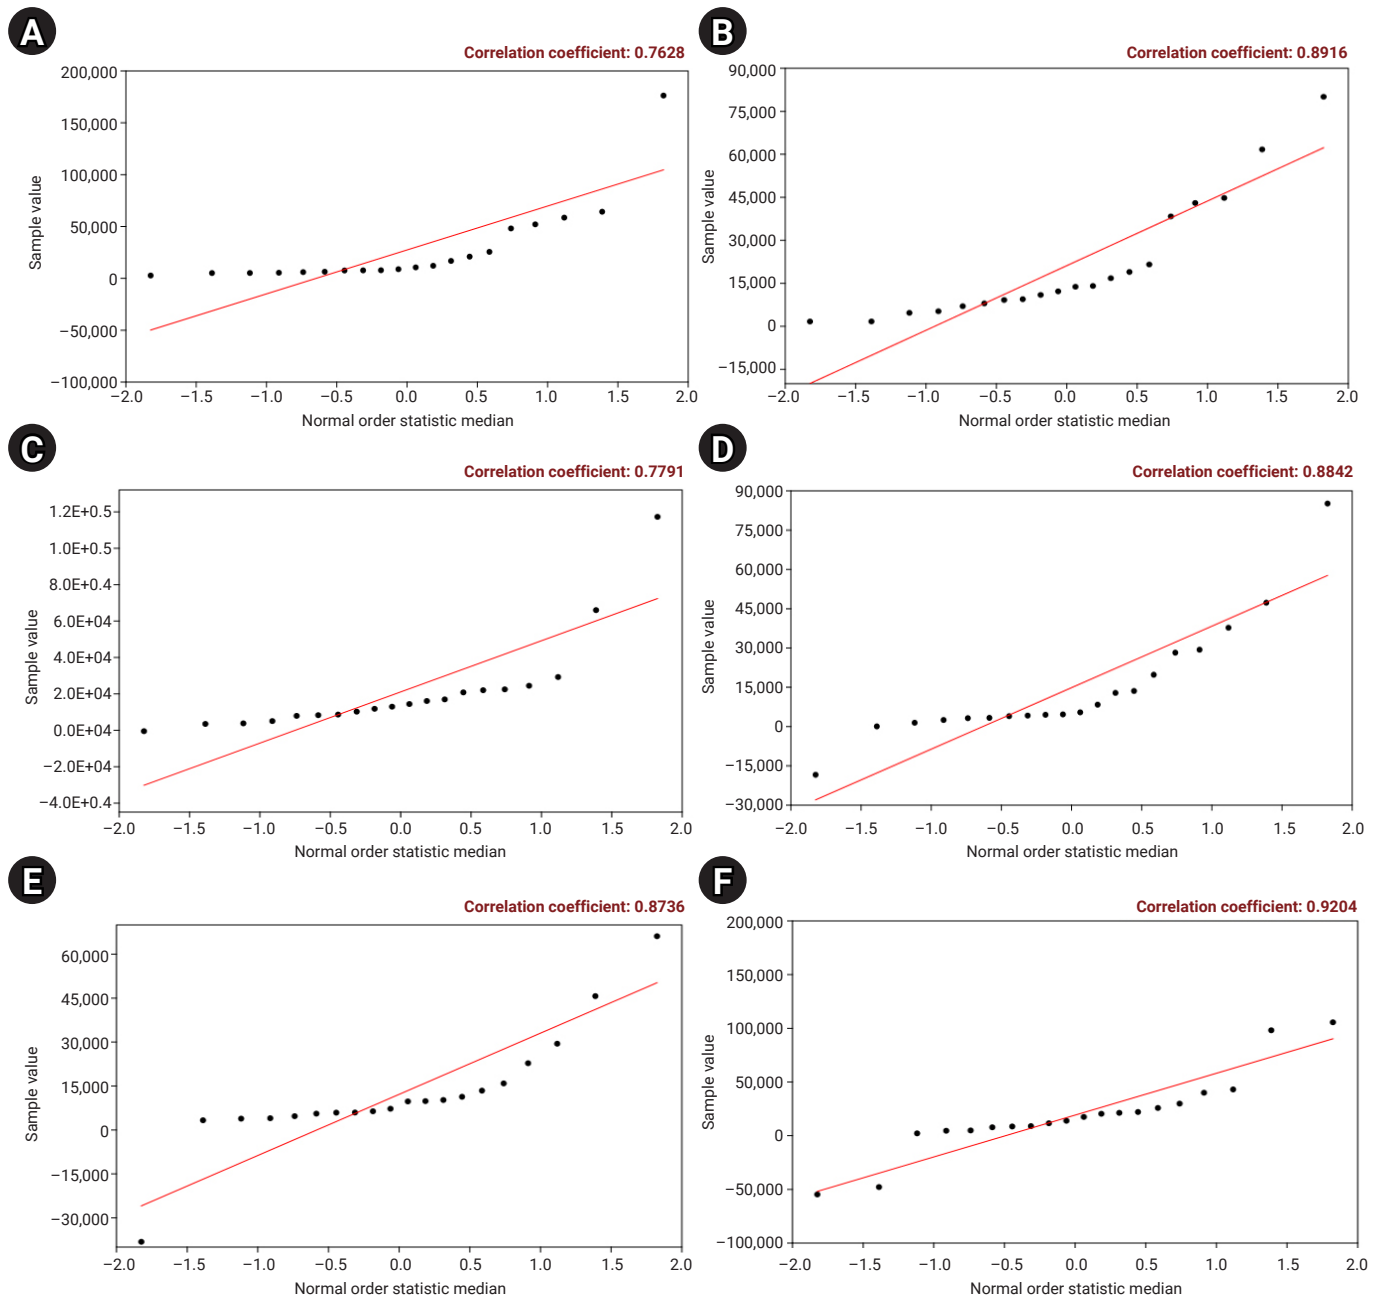 A
Correlation coefficient: 0.7628
200,000
150,000
100,000
50,000
0
−50,000
−100,000
Sample value
−2.0 −1.5 −1.0 −0.5 0.0 0.5 1.0 1.5 2.0
Normal order statistic median
B
Correlation coefficient: 0.8916
90,000
75,000
60,000
45,000
30,000
15,000
0
−15,000
Sample value
−2.0 −1.5 −1.0 −0.5 0.0 0.5 1.0 1.5 2.0
Normal order statistic median
C
Correlation coefficient: 0.7791
1.2E+0.5
1.0E+0.5
8.0E+0.4
6.0E+04
4.0E+04
2.0E+04
0.0E+04
−2.0E+04
−4.0E+0.4
Sample value
−2.0 −1.5 −1.0 −0.5 0.0 0.5 1.0 1.5 2.0
Normal order statistic median
D
Correlation coefficient: 0.8842
90,000
75,000
60,000
45,000
30,000
15,000
0
−15,000
−30,000
Sample value
−2.0 −1.5 −1.0 −0.5 0.0 0.5 1.0 1.5 2.0
Normal order statistic median
E
Correlation coefficient: 0.8736
60,000
45,000
30,000
15,000
0
−15,000
−30,000
Sample value
−2.0 −1.5 −1.0 −0.5 0.0 0.5 1.0 1.5 2.0
Normal order statistic median
F
Correlation coefficient: 0.9204
200,000
150,000
100,000
50,000
0
−50,000
−100,000
Sample value
−2.0 −1.5 −1.0 −0.5 0.0 0.5 1.0 1.5 2.0
Normal order statistic median